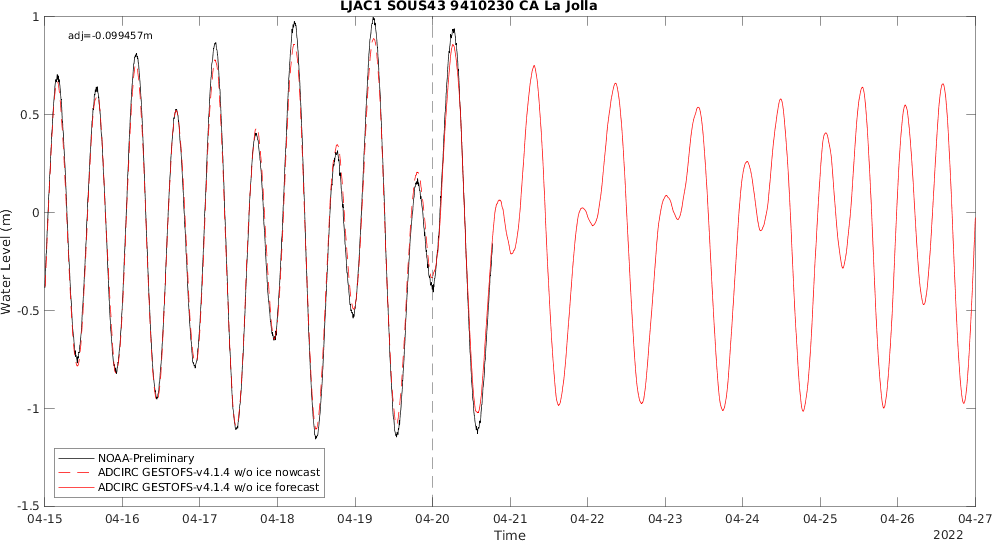 LJAC1 SOUS43 9410230 CA La Jolla
adj=-0.099457m
1
0.5
0
-0.5
-1
-1.5
Water Level (m)
NOAA-Preliminary
ADCIRC GESTOFS-v4.1.4 w/o ice nowcast
ADCIRC GESTOFS-v4.1.4 w/o ice forecast
04-15 04-16 04-17 04-18 04-19 04-20 04-21 04-22 04-23 04-24 04-25 04-26 04-27
Time
2022